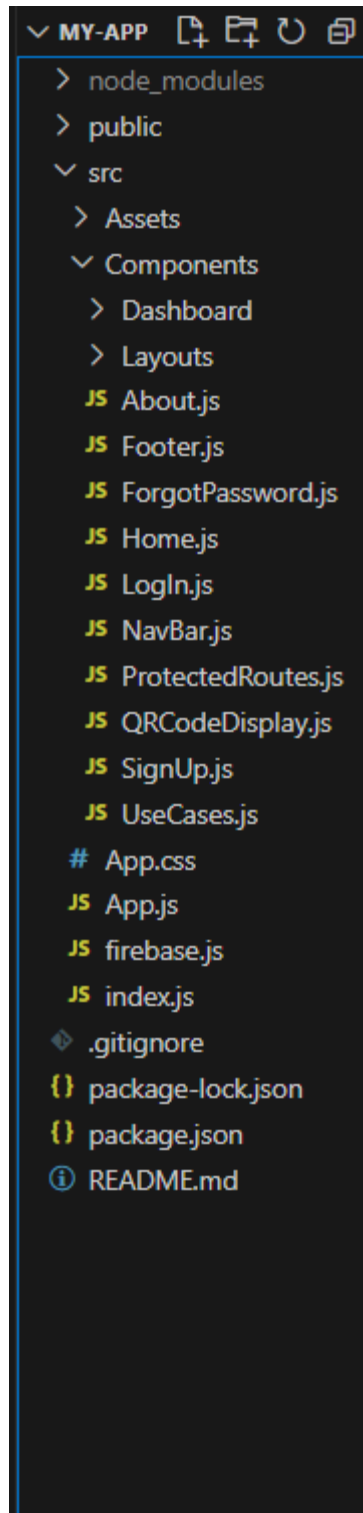 MY-APP
node_modules
public
src
Assets
Components
Dashboard
Layouts
JS About.js
JS Footer.js
JS ForgotPassword.js
JS Home.js
JS LogIn.js
JS NavBar.js
JS ProtectedRoutes.js
JS QRCodeDisplay.js
JS SignUp.js
JS UseCases.js
# App.css
JS App.js
JS firebase.js
JS index.js
.gitignore
{} package-lock.json
{} package.json
README.md